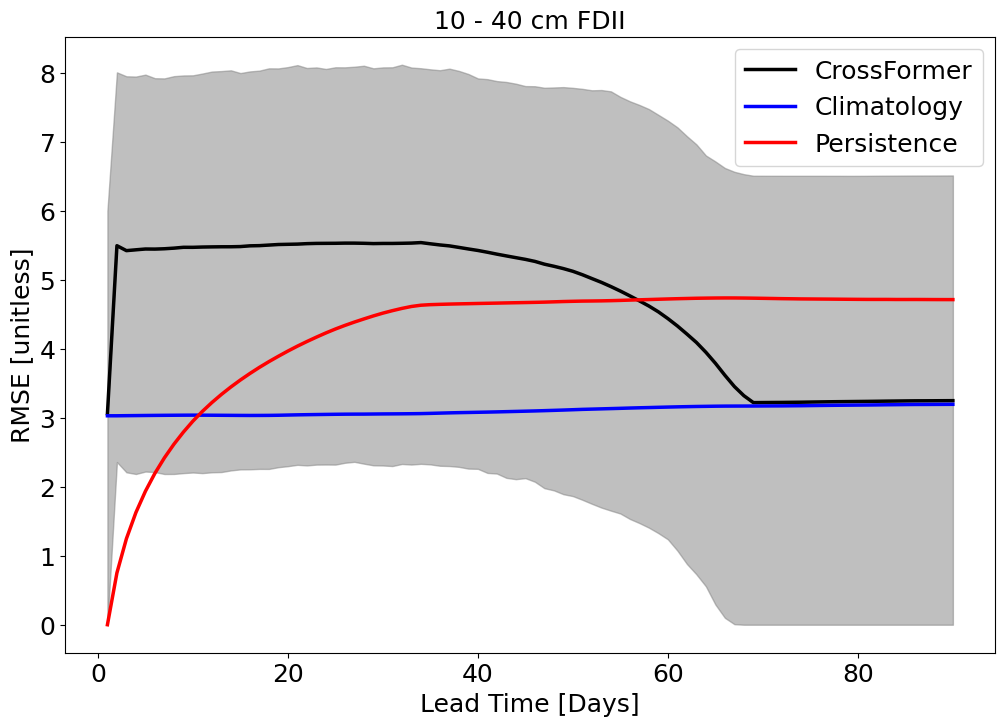 10 - 40 cm FDII
CrossFormer
Climatology
Persistence
RMSE [unitless]
8
7
6
5
4
3
2
1
0
0 20 40 60 80
Lead Time [Days]